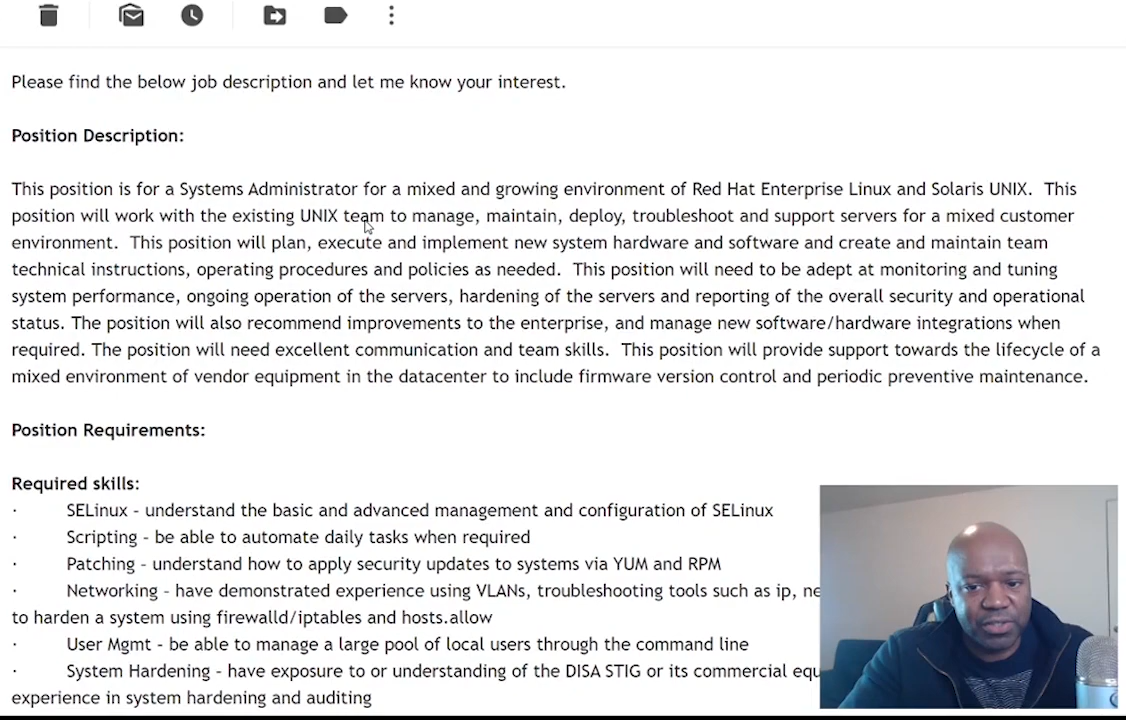 Please find the below job description and let me know your interest.
Position Description:
This position is for a Systems Administrator for a mixed and growing environment of Red Hat Enterprise Linux and Solaris UNIX.  This
position will work with the existing UNIX team to manage, maintain, deploy, troubleshoot and support servers for a mixed customer
environment.  This position will plan, execute and implement new system hardware and software and create and maintain team
technical instructions, operating procedures and policies as needed.  This position will need to be adept at monitoring and tuning
system performance, ongoing operation of the servers, hardening of the servers and reporting of the overall security and operational
status. The position will also recommend improvements to the enterprise, and manage new software/hardware integrations when
required. The position will need excellent communication and team skills.  This position will provide support towards the lifecycle of a
mixed environment of vendor equipment in the datacenter to include firmware version control and periodic preventive maintenance.
Position Requirements:
Required skills:
· SELinux - understand the basic and advanced management and configuration of SELinux
· Scripting - be able to automate daily tasks when required
· Patching - understand how to apply security updates to systems via YUM and RPM
· Networking - have demonstrated experience using VLANs, troubleshooting tools such as ip,
to harden a system using firewalld/iptables and hosts.allow
· User Mgmt - be able to manage a large pool of local users through the command line
· System Hardening - have exposure to or understanding of the DISA STIG or its commercial
experience in system hardening and auditing